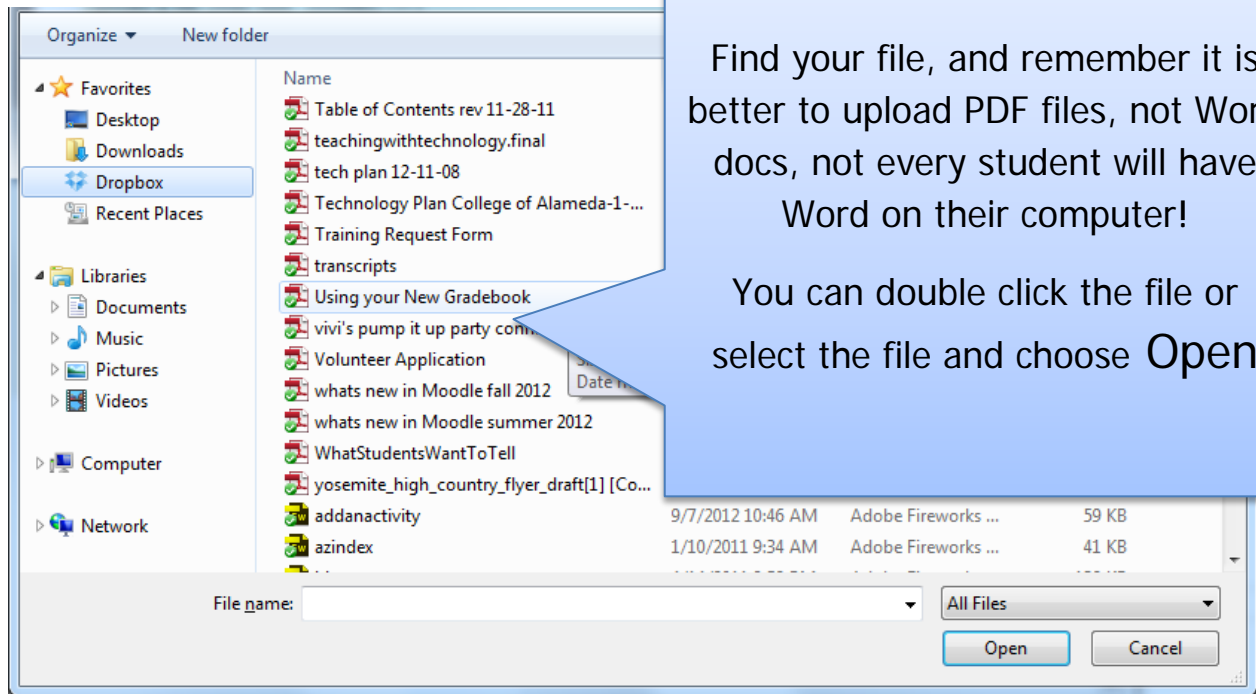 Organize New folder
Favorites
Desktop
Downloads
Dropbox
Recent Places
Libraries
Documents
Music
Pictures
Videos
Computer
Network
Name
Table of Contents rev 11-28-11
teachingwithtechnology.final
tech plan 12-11-08
Technology Plan College of Alameda-1-...
Training Request Form
transcripts
Using your New Gradebook
vivi's pump it up party
Volunteer Application
whats new in Moodle fall 2012
Date
whats new in Moodle summer 2012
WhatStudentsWantToTell
yosemite_high_country_flyer_draft[1] [Co...
addanactivity 9/7/2012 10:46 AM Adobe Fireworks ... 59 KB
azindex 1/10/2011 9:34 AM Adobe Fireworks ... 41 KB
Find your file, and remember it is
better to upload PDF files, not Wor
docs, not every student will have
Word on their computer!
You can double click the file or
select the file and choose Open
File name: All Files
Open Cancel